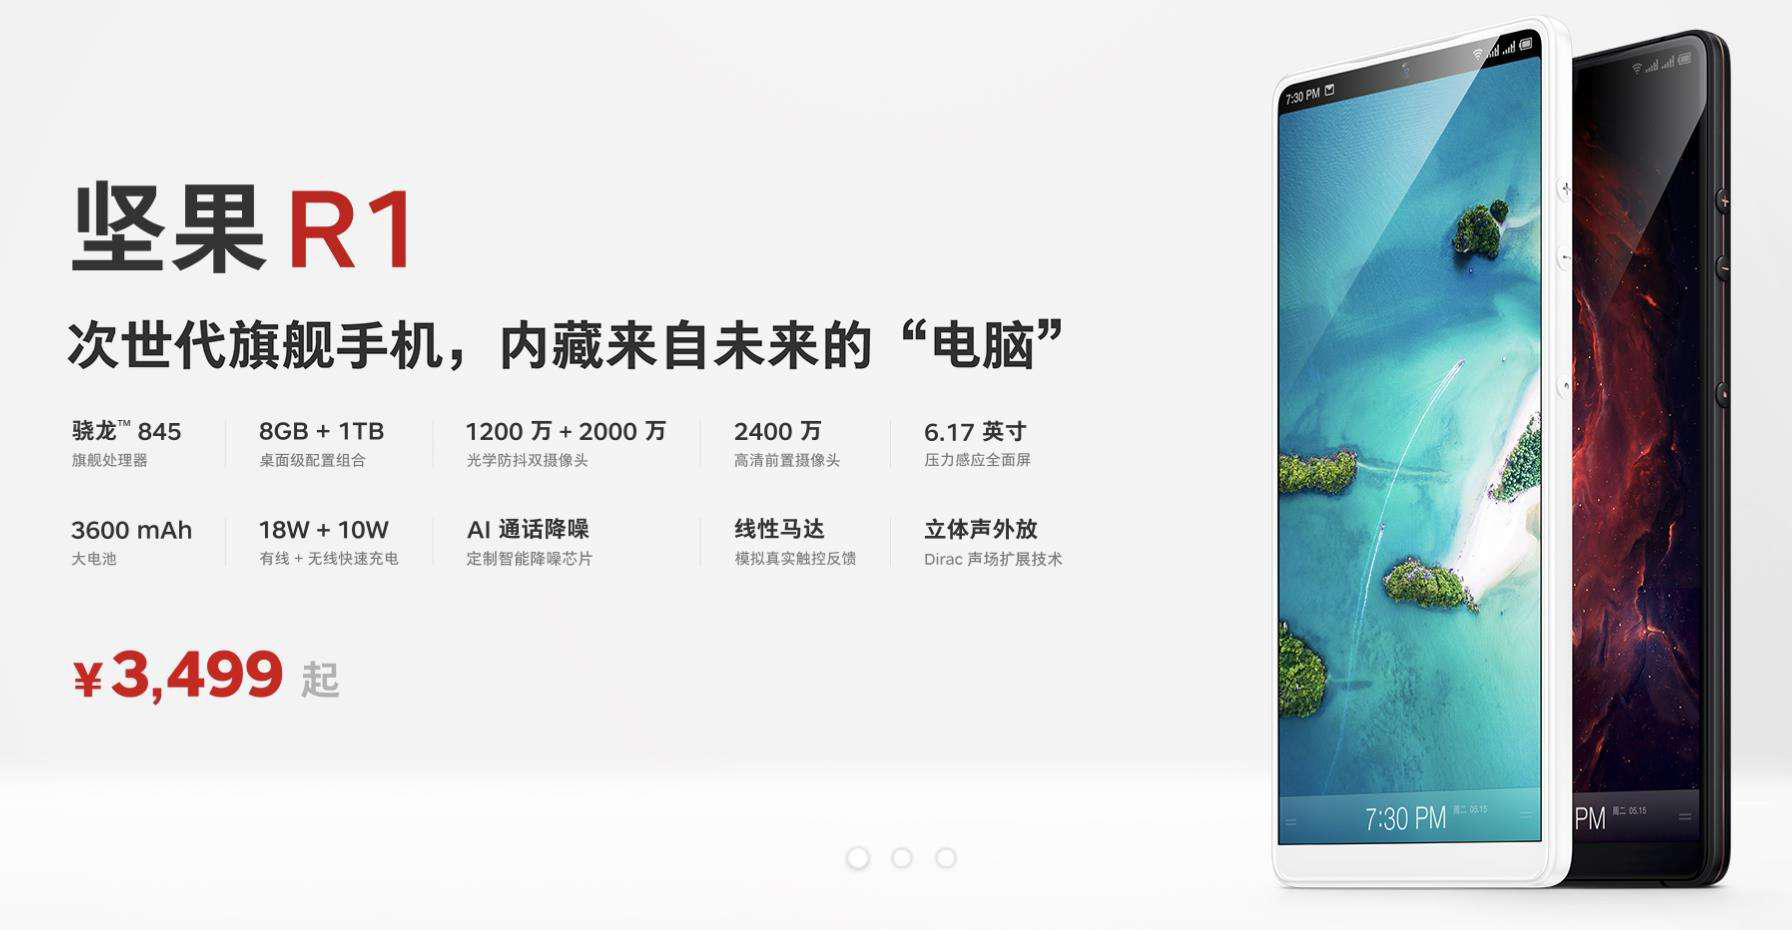 坚果 R1
次世代旗舰手机，内藏来自未来的“电脑”
骁龙™ 845
旗舰处理器
8GB + 1TB
桌面级配置组合
1200 万 + 2000 万
光学防抖双摄像头
2400 万
高清前置摄像头
6.17 英寸
压力感应全面屏
3600 mAh
大电池
18W + 10W
有线 + 无线快速充电
AI 通话降噪
定制智能降噪芯片
线性马达
模拟真实触控反馈
立体声外放
Dirac 声场扩展技术
¥ 3,499 起
7:30 PM
7:30 PM 周二 05.15
PM 周二 05.15